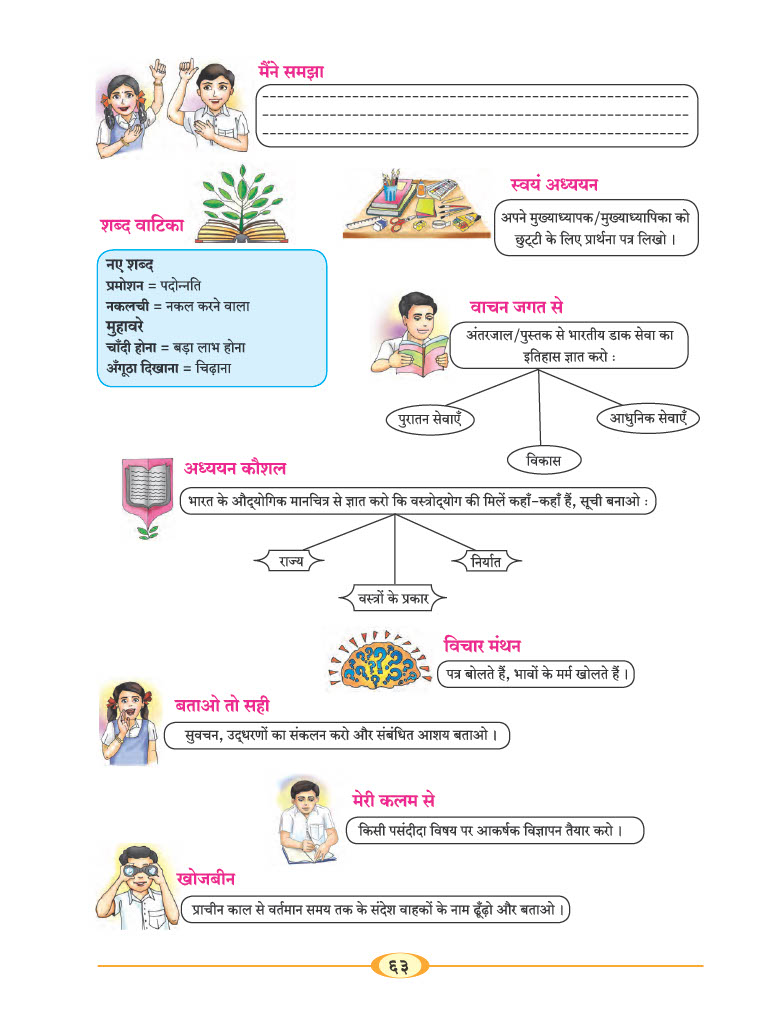 मैंने समझा
शब्द वाटिका
नए शब्द
प्रमोशन = पदोन्नति
नकलची = नकल करने वाला
मुहावरे
चाँदी होना = बड़ा लाभ होना
अँगूठा दिखाना = चिढ़ाना
स्वयं अध्ययन
अपने मुख्याध्यापक/मुख्याध्यापिका को
छुट्‌टी के लिए प्रार्थना पत्र लिखो ।
वाचन जगत से
अंतरजाल/पुस्तक से भारतीय डाक सेवा का
इतिहास ज्ञात करो :
पुरातन सेवाएँ
विकास
आधुनिक सेवाएँ
अध्ययन कौशल
भारत के औद्‌योगिक मानचित्र से ज्ञात करो कि वस्त्रोद्‌योग की मिलें कहाँ-कहाँ हैं, सूची बनाओ :
राज्य
वस्त्रों के प्रकार
निर्यात
विचार मंथन
पत्र बोलते हैं, भावों के मर्म खोलते हैं ।
बताओ तो सही
सुवचन, उद्‌धरणों का संकलन करो और संबंधित आशय बताओ ।
मेरी कलम से
किसी पसंदीदा विषय पर आकर्षक विज्ञापन तैयार करो ।
खोजबीन
प्राचीन काल से वर्तमान समय तक के संदेश वाहकों के नाम ढूँढ़ो और बताओ ।
६३